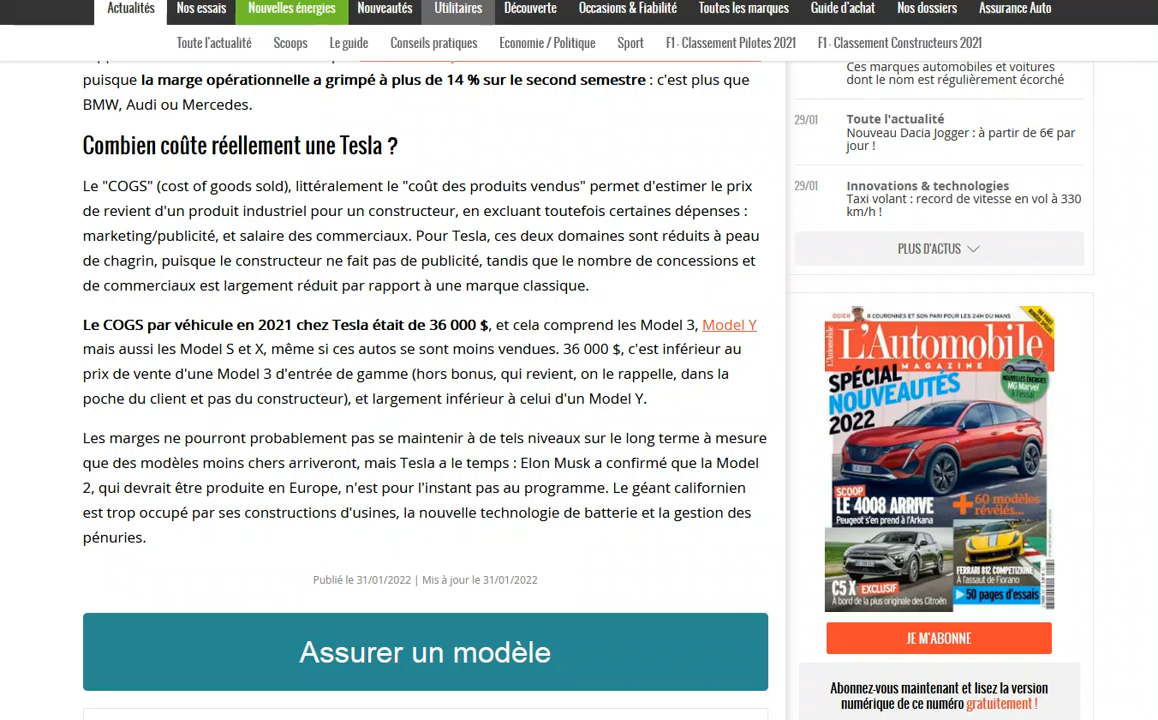 Actualités
Nos essais
Nouvelles énergies
Nouveautés
Utilitaires
Découverte
Occasions & Fiabilité
Toutes les marques
Guide d'achat
Nos dossiers
Assurance Auto
Toute l'actualité
Scoops
Le guide
Conseils pratiques
Economie / Politique
Sport
F1 - Classement Pilotes 2021
F1 - Classement Constructeurs 2021
puisque la marge opérationnelle a grimpé à plus de 14 % sur le second semestre : c'est plus que
BMW, Audi ou Mercedes.
Combien coûte réellement une Tesla ?
Le "COGS" (cost of goods sold), littéralement le "coût des produits vendus" permet d'estimer le prix
de revient d'un produit industriel pour un constructeur, en excluant toutefois certaines dépenses :
marketing/publicité, et salaire des commerciaux. Pour Tesla, ces deux domaines sont réduits à peau
de chagrin, puisque le constructeur ne fait pas de publicité, tandis que le nombre de concessions et
de commerciaux est largement réduit par rapport à une marque classique.
Le COGS par véhicule en 2021 chez Tesla était de 36 000 $, et cela comprend les Model 3, Model Y
mais aussi les Model S et X, même si ces autos se sont moins vendues. 36 000 $, c'est inférieur au
prix de vente d'une Model 3 d'entrée de gamme (hors bonus, qui revient, on le rappelle, dans la
poche du client et pas du constructeur), et largement inférieur à celui d'un Model Y.
Les marges ne pourront probablement pas se maintenir à de tels niveaux sur le long terme à mesure
que des modèles moins chers arriveront, mais Tesla a le temps : Elon Musk a confirmé que la Model
2, qui devrait être produite en Europe, n'est pour l'instant pas au programme. Le géant californien
est trop occupé par ses constructions d'usines, la nouvelle technologie de batterie et la gestion des
pénuries.
Publié le 31/01/2022 | Mis à jour le 31/01/2022
Assurer un modèle
Ces marques automobiles et voitures
dont le nom est régulièrement écorché
29/01
Toute l'actualité
Nouveau Dacia Jogger : à partir de 6€ par
jour !
29/01
Innovations & technologies
Taxi volant : record de vitesse en vol à 330
km/h !
PLUS D'ACTUS
OGIER 8 COURONNES ET SON PARI POUR LES 24H DU MANS
L'Automobile
MAGAZINE
SPÉCIAL
NOUVEAUTÉS
2022
NOUVELLES ÉNERGIES
MG Marvel
à l'essai
SCOOP
LE 4008 ARRIVE
Peugeot s'en prend à l'Arkana
+ 60 modèles
révélés...
C5 X EXCLUSIF
À bord de la plus originale des Citroën
FERRARI 812 COMPETIZIONE
À l'assaut de Fiorano
50 pages d'essais
JE M'ABONNE
Abonnez-vous maintenant et lisez la version
numérique de ce numéro gratuitement !